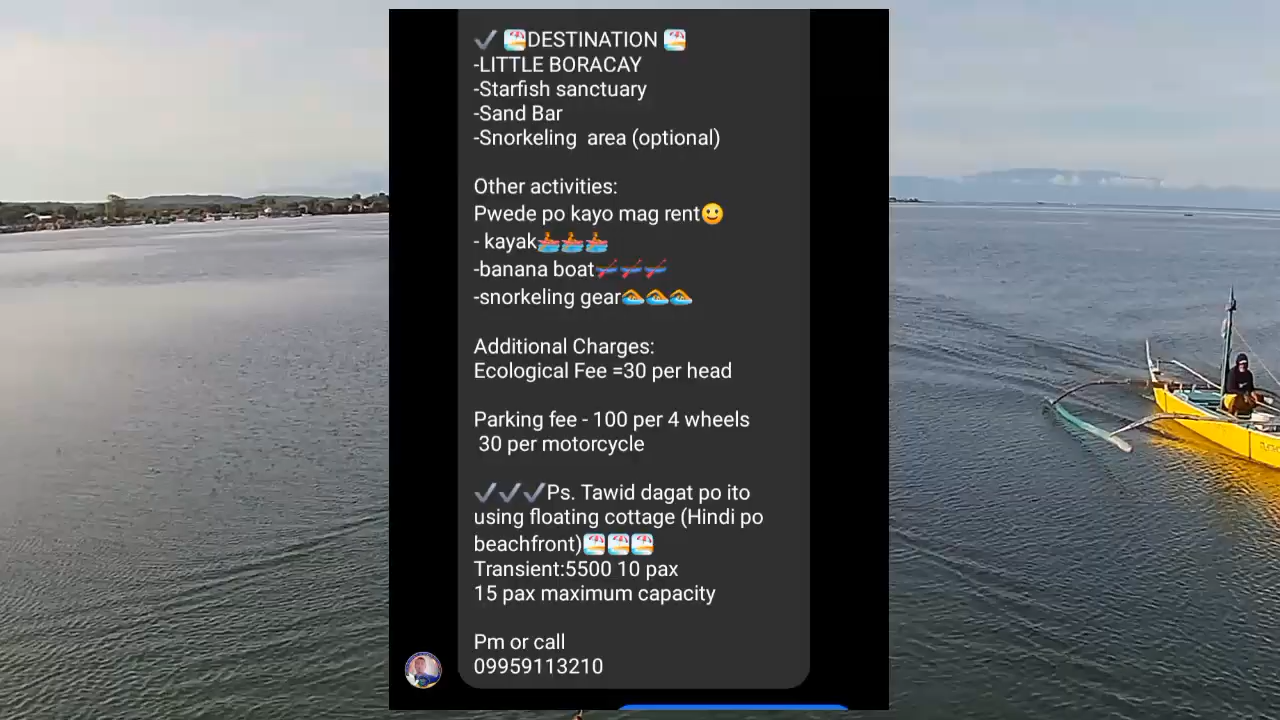 ✔️ 🏖️DESTINATION 🏖️
-LITTLE BORACAY
-Starfish sanctuary
-Sand Bar
-Snorkeling  area (optional)
Other activities:
Pwede po kayo mag rent🙂
- kayak🚣🚣🚣
-banana boat🛶🛶🛶
-snorkeling gear🏊🏊🏊
Additional Charges:
Ecological Fee =30 per head
Parking fee - 100 per 4 wheels
30 per motorcycle
✔️✔️✔️Ps. Tawid dagat po ito
using floating cottage (Hindi po
beachfront)🏖️🏖️🏖️
Transient:5500 10 pax
15 pax maximum capacity
Pm or call
09959113210